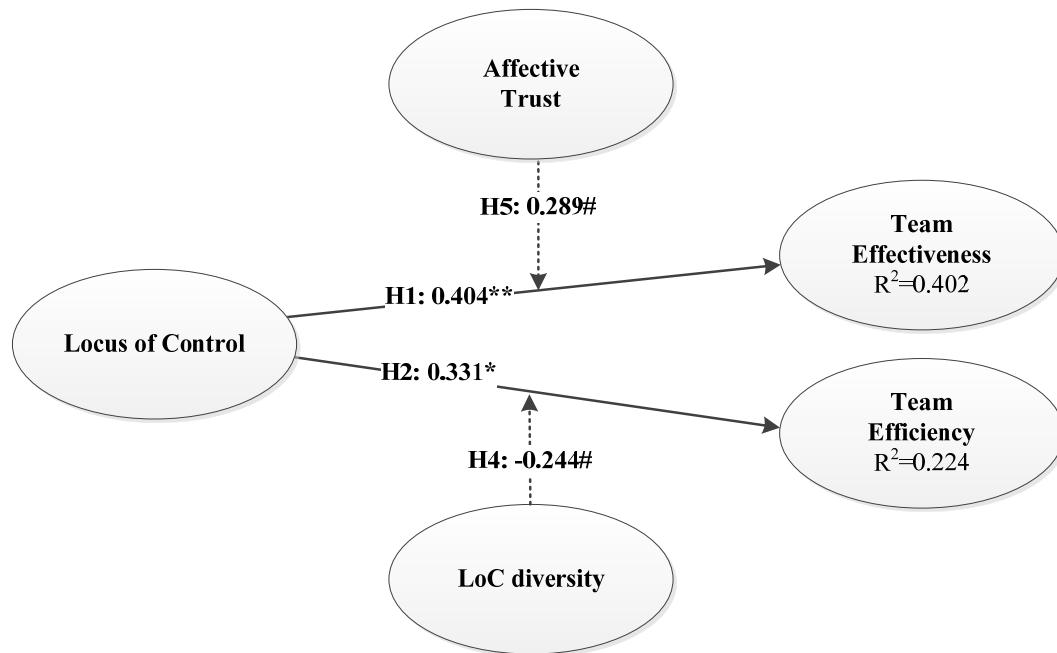 Affective
Trust
H5: 0.289#
Team
Effectiveness
R²=0.402
H1: 0.404**
Locus of Control
H2: 0.331*
Team
Efficiency
R²=0.224
H4: -0.244#
LoC diversity